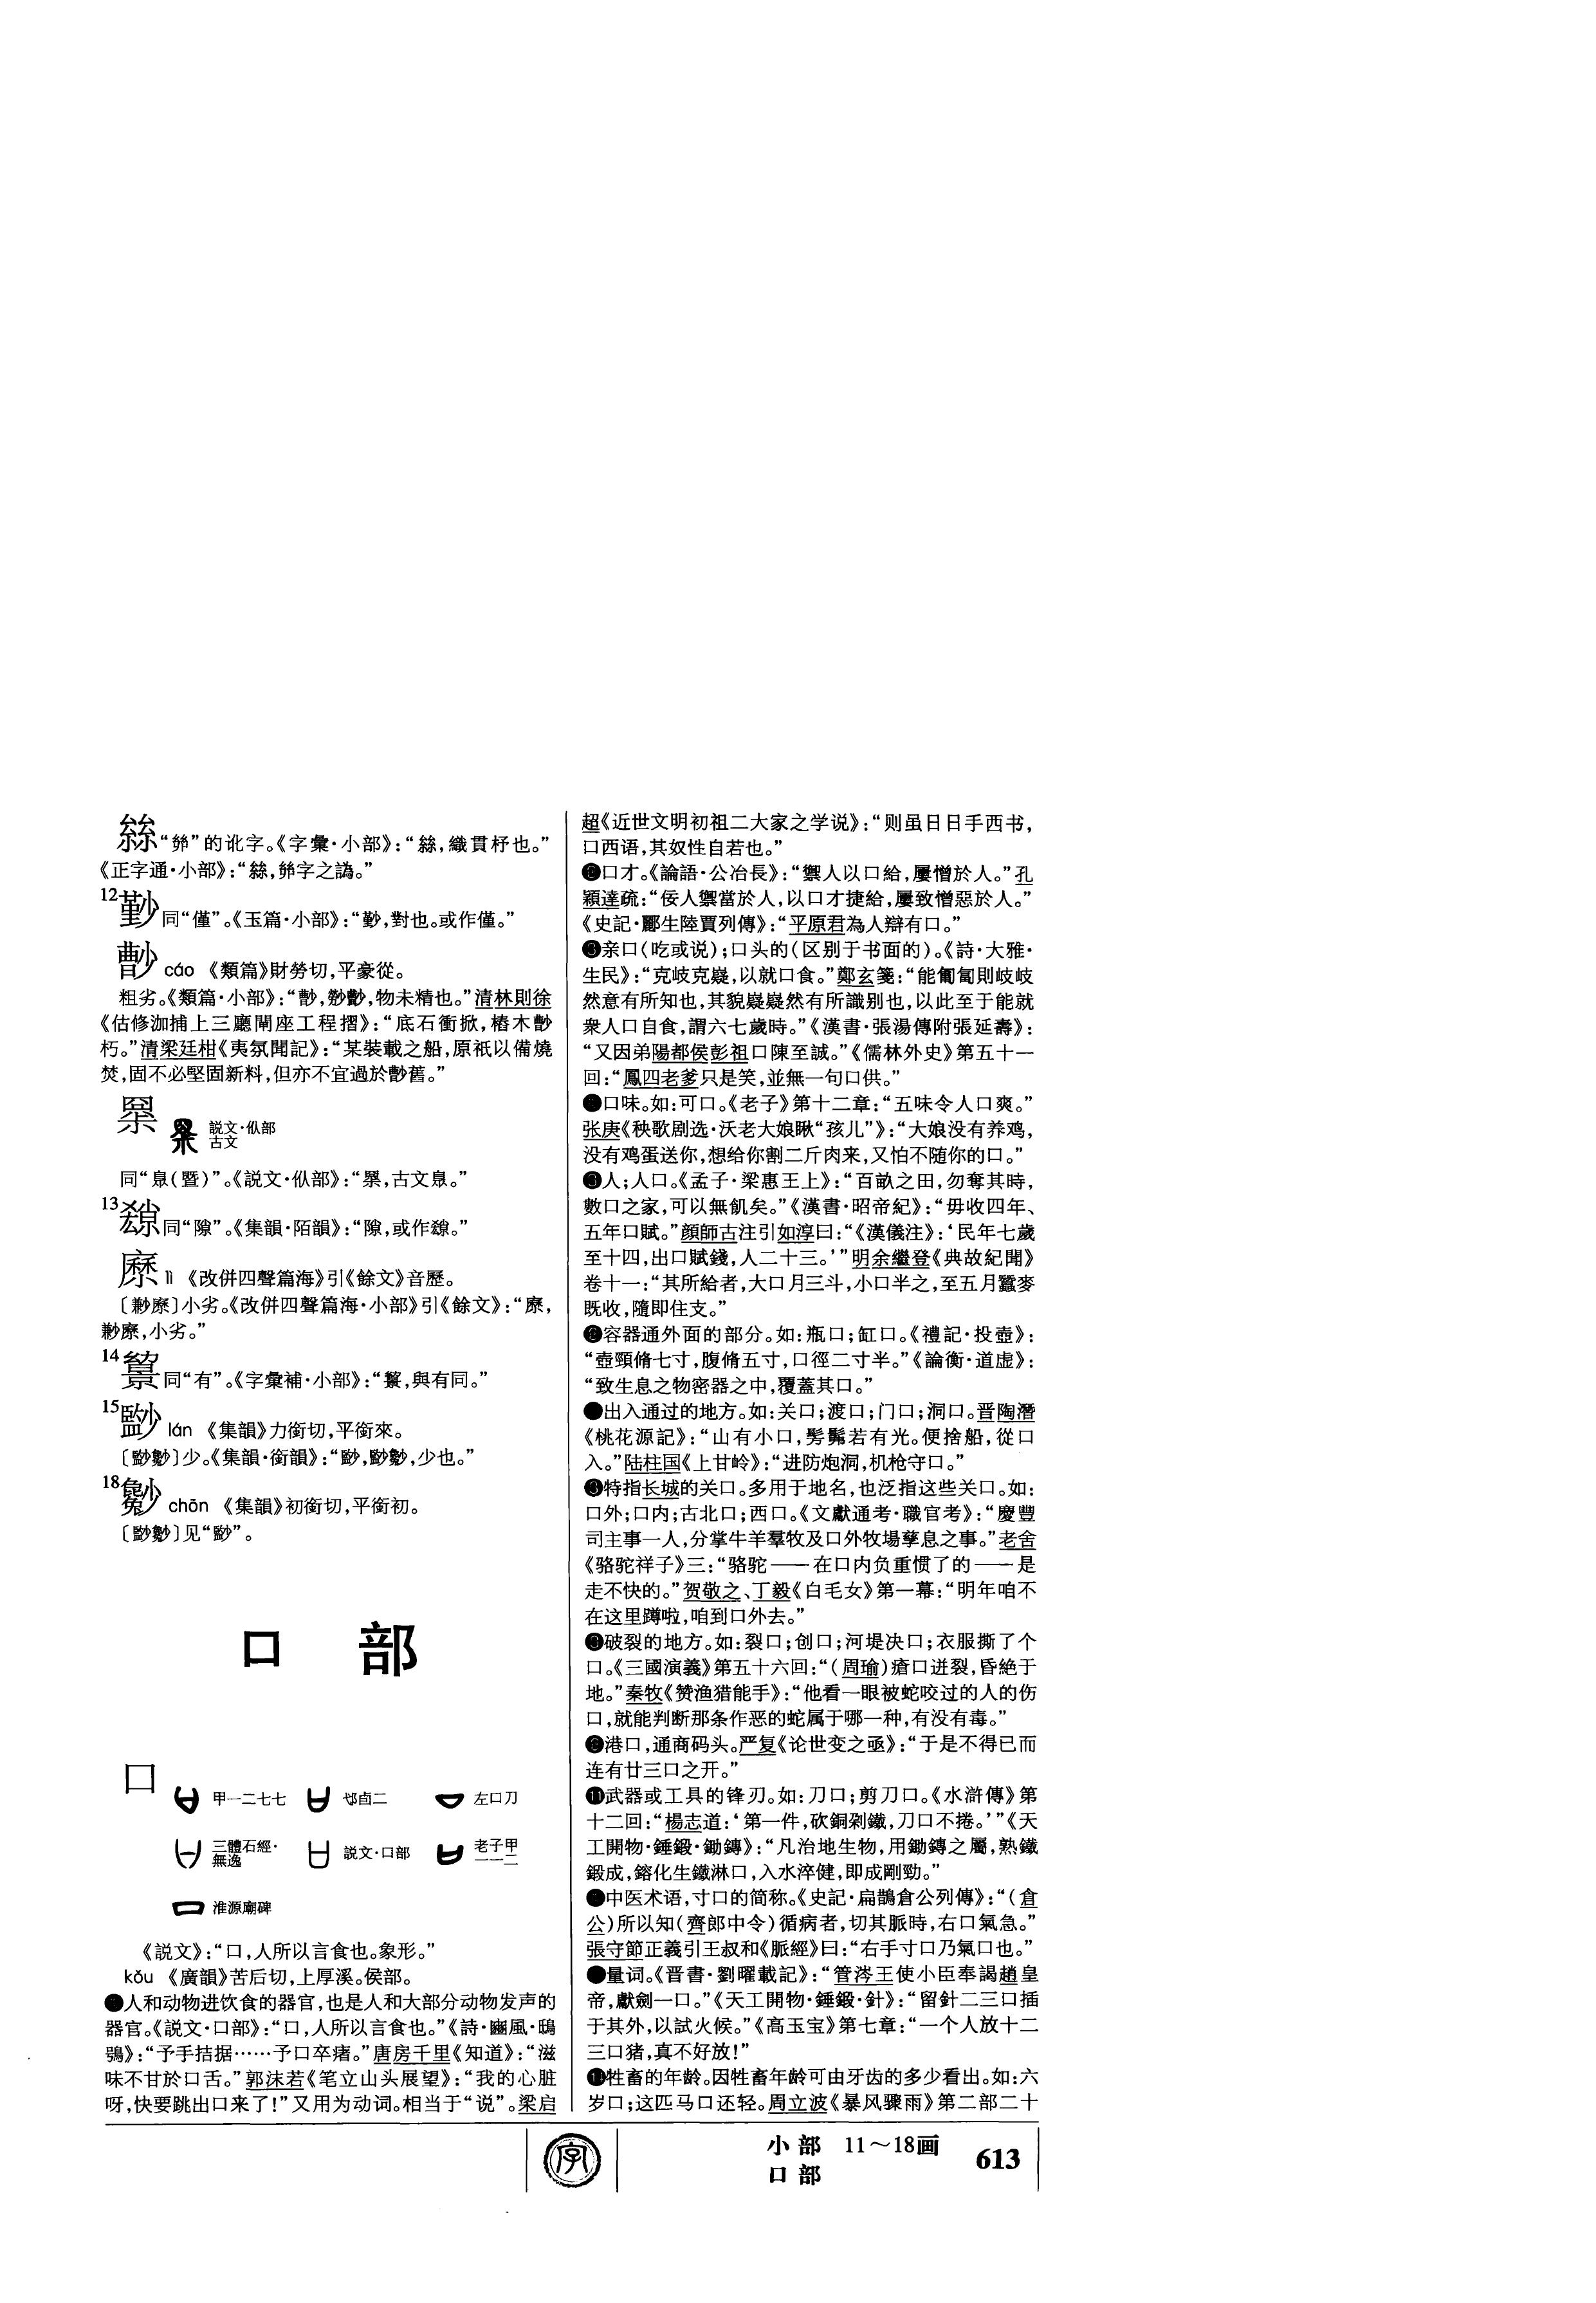 “𢇇”的讹字。《字彙·小部》：“，織貫杼也。”
《正字通·小部》：“，字之譌。”
12
同“僅”。《玉篇·小部》：“，對也。或作僅。”
cáo 《類篇》財勞切，平豪從。
粗劣。《類篇·小部》：“，物未精也。”清林則徐
《估修泇捕上三廳閘座工程摺》：“底石衝掀，樁木
朽。”清梁廷枏《夷氛聞記》：“某裝載之船，原衹以備燒
焚，固不必堅固新料，但亦不宜過於舊。”
説文·㐺部
古文
同“臮（暨）”。《説文·㐺部》：“，古文臮。”
13
同“隙”。《集韻·陌韻》：“隙，或作。”
lì 《改併四聲篇海》引《餘文》音歷。
小劣。《改併四聲篇海·小部》引《餘文》：“
，小劣。”
14
同“有”。《字彙補·小部》：“，與有同。”
15
lán 《集韻》力銜切，平銜來。
少。《集韻·銜韻》：“，少也。”
18
chān 《集韻》初銜切，平銜初。
见“”。
口 部
口
甲一二七七 邙卣二 左口刀
三體石經·無逸 説文·口部 老子甲一一二
淮源廟碑
《説文》：“口，人所以言食也。象形。”
kǒu 《廣韻》苦后切，上厚溪。侯部。
人和动物进饮食的器官，也是人和大部分动物发声的
器官。《説文·口部》：“口，人所以言食也。”《詩·豳風·鴟
鴞》：“予手拮据……予口卒瘏。”唐房千里《知道》：“滋
味不甘於口舌。”郭沫若《笔立山头展望》：“我的心脏
呀，快要跳出口来了！”又用为动词。相当于“说”。梁启
超《近世文明初祖二大家之学说》：“则虽日日手西书，
口西语，其奴性自若也。”
口才。《論語·公冶長》：“禦人以口給，屢憎於人。”孔
穎達疏：“佞人禦當於人，以口才捷給，屢致憎惡於人。”
《史記·酈生陸賈列傳》：“平原君為人辯有口。”
❸亲口（吃或说）；口头的（区别于书面的）。《詩·大雅·
生民》：“克岐克嶷，以就口食。”鄭玄箋：“能匍匐則岐岐
然意有所知也，其貌嶷嶷然有所識别也，以此至于能就
衆人口自食，謂六七歲時。”《漢書·張湯傳附張延壽》：
“又因弟陽都侯彭祖口陳至誠。”《儒林外史》第五十一
回：“鳳四老爹只是笑，並無一句口供。”
口味。如：可口。《老子》第十二章：“五味令人口爽。”
张庚《秧歌剧选·沃老大娘瞅“孩儿”》：“大娘没有养鸡，
没有鸡蛋送你，想给你割二斤肉来，又怕不随你的口。”
人；人口。《孟子·梁惠王上》：“百畝之田，勿奪其時，
數口之家，可以無飢矣。”《漢書·昭帝紀》：“毋收四年、
五年口賦。”顔師古注引如淳曰：“《漢儀注》：‘民年七歲
至十四，出口賦錢，人二十三。’”明余繼登《典故紀聞》
卷十一：“其所給者，大口月三斗，小口半之，至五月蠶麥
既收，隨即住支。”
容器通外面的部分。如：瓶口；缸口。《禮記·投壺》：
“壺頸脩七寸，腹脩五寸，口徑二寸半。”《論衡·道虚》：
“致生息之物密器之中，覆蓋其口。”
出入通过的地方。如：关口；渡口；门口；洞口。晋陶潛
《桃花源記》：“山有小口，髣髴若有光。便捨船，從口
入。”陆柱国《上甘岭》：“进防炮洞，机枪守口。”
特指长城的关口。多用于地名，也泛指这些关口。如：
口外；口内；古北口；西口。《文獻通考·職官考》：“慶豐
司主事一人，分掌牛羊羣牧及口外牧場孳息之事。”老舍
《骆驼祥子》三：“骆驼——在口内负重惯了的——是
走不快的。”贺敬之、丁毅《白毛女》第一幕：“明年咱不
在这里蹲啦，咱到口外去。”
破裂的地方。如：裂口；创口；河堤决口；衣服撕了个
口。《三國演義》第五十六回：“（周瑜）瘡口迸裂，昏絶于
地。”秦牧《赞渔猎能手》：“他看一眼被蛇咬过的人的伤
口，就能判断那条作恶的蛇属于哪一种，有没有毒。”
港口，通商码头。严复《论世变之亟》：“于是不得已而
连有廿三口之开。”
⓫武器或工具的锋刃。如：刀口；剪刀口。《水滸傳》第
十二回：“楊志道：‘第一件，砍銅剁鐵，刀口不捲。’”《天
工開物·錘鍛·鋤鎛》：“凡治地生物，用鋤鎛之屬，熟鐵
鍛成，鎔化生鐵淋口，入水淬健，即成剛勁。”
中医术语，寸口的简称。《史記·扁鵲倉公列傳》：“（倉
公）所以知（齊郎中令）循病者，切其脈時，右口氣急。”
張守節正義引王叔和《脈經》曰：“右手寸口乃氣口也。”
量词。《晋書·劉曜載記》：“管涔王使小臣奉謁趙皇
帝，獻劍一口。”《天工開物·錘鍛·針》：“留針二三口插
于其外，以試火候。”《高玉宝》第七章：“一个人放十二
三口猪，真不好放！”
牲畜的年龄。因牲畜年龄可由牙齿的多少看出。如：六
岁口；这匹马口还轻。周立波《暴风骤雨》第二部二十
字
小部 11～18画
口部
613